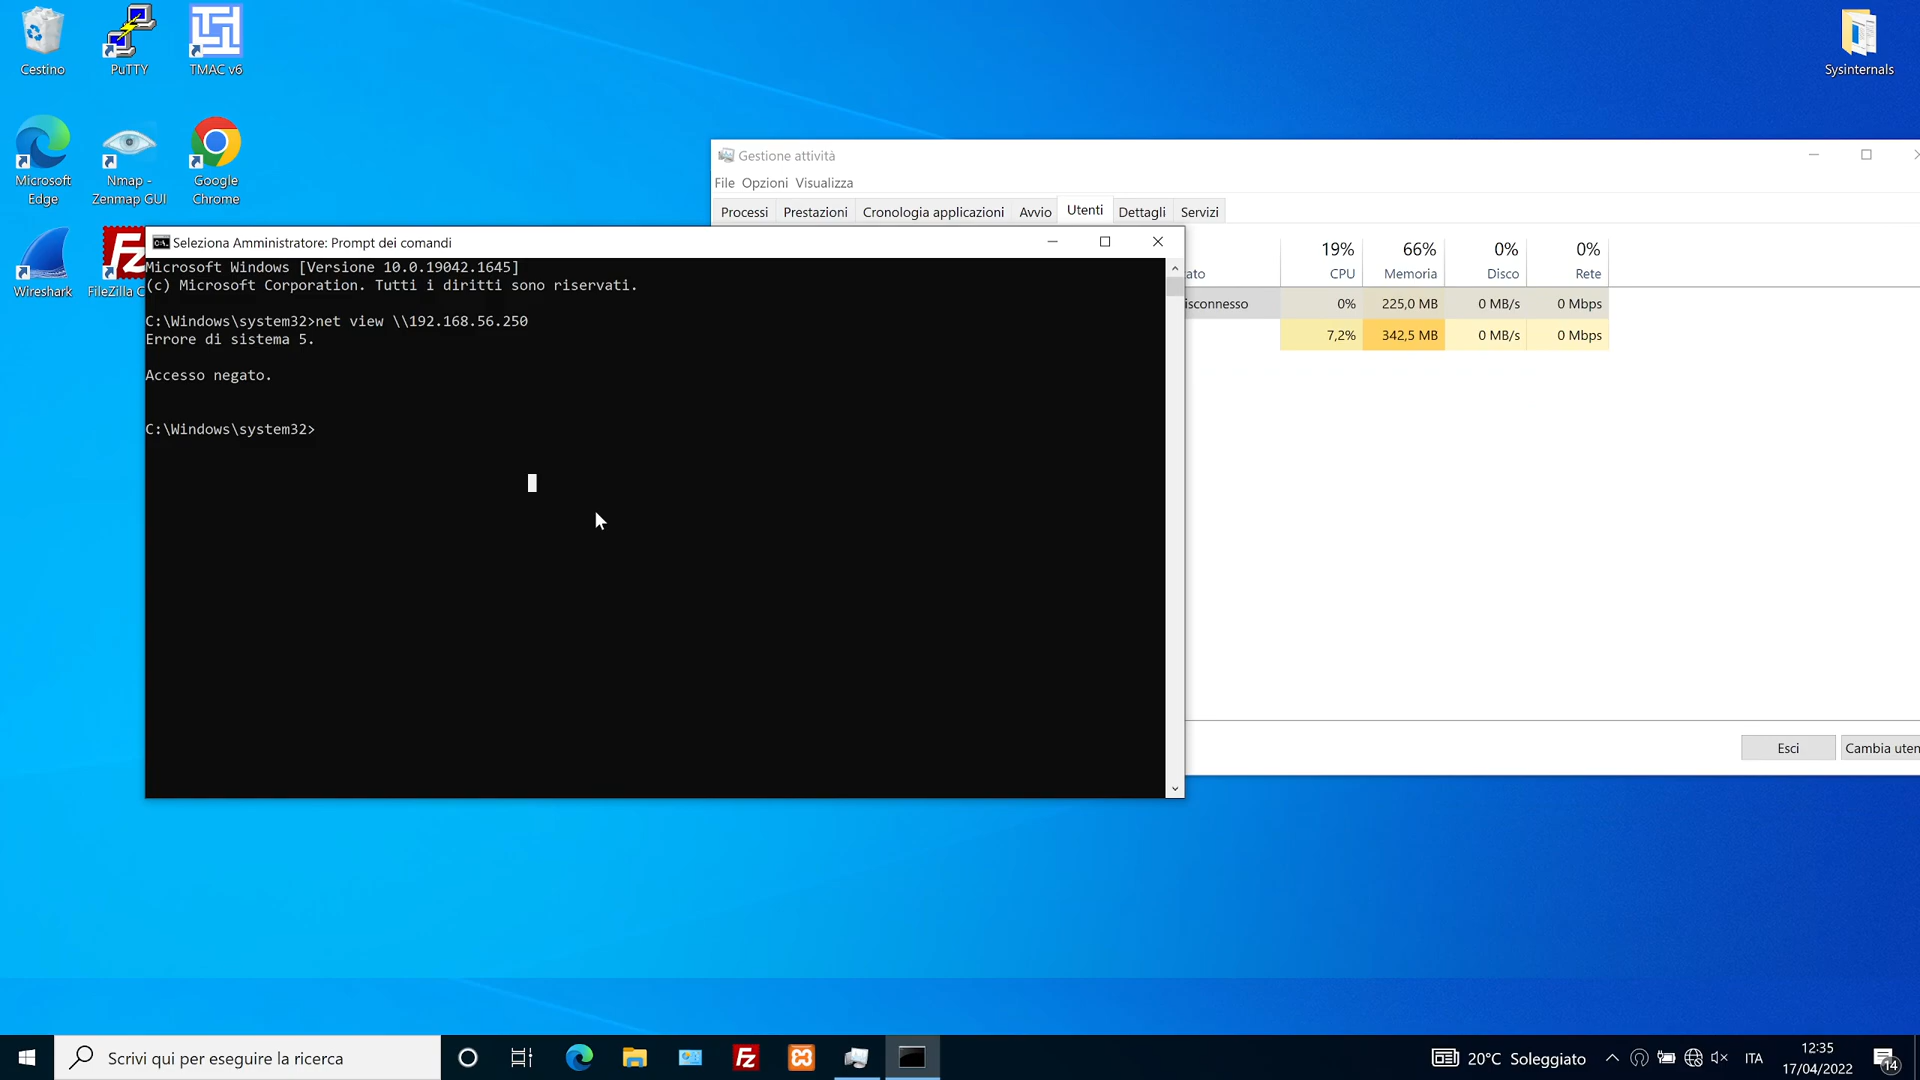 Cestino
PuTTY
TMAC v6
Sysinternals
Microsoft Edge
Nmap - Zenmap GUI
Google Chrome
Wireshark
FileZilla C
Gestione attività
File Opzioni Visualizza
Processi Prestazioni Cronologia applicazioni Avvio Utenti Dettagli Servizi
19% 66% 0% 0%
ato CPU Memoria Disco Rete
isconnesso 0% 225,0 MB 0 MB/s 0 Mbps
7,2% 342,5 MB 0 MB/s 0 Mbps
Esci Cambia uten
Seleziona Amministratore: Prompt dei comandi
Microsoft Windows [Versione 10.0.19042.1645]
(c) Microsoft Corporation. Tutti i diritti sono riservati.
C:\Windows\system32>net view \\192.168.56.250
Errore di sistema 5.
Accesso negato.
C:\Windows\system32>
Scrivi qui per eseguire la ricerca
20°C Soleggiato
ITA
12:35
17/04/2022
14